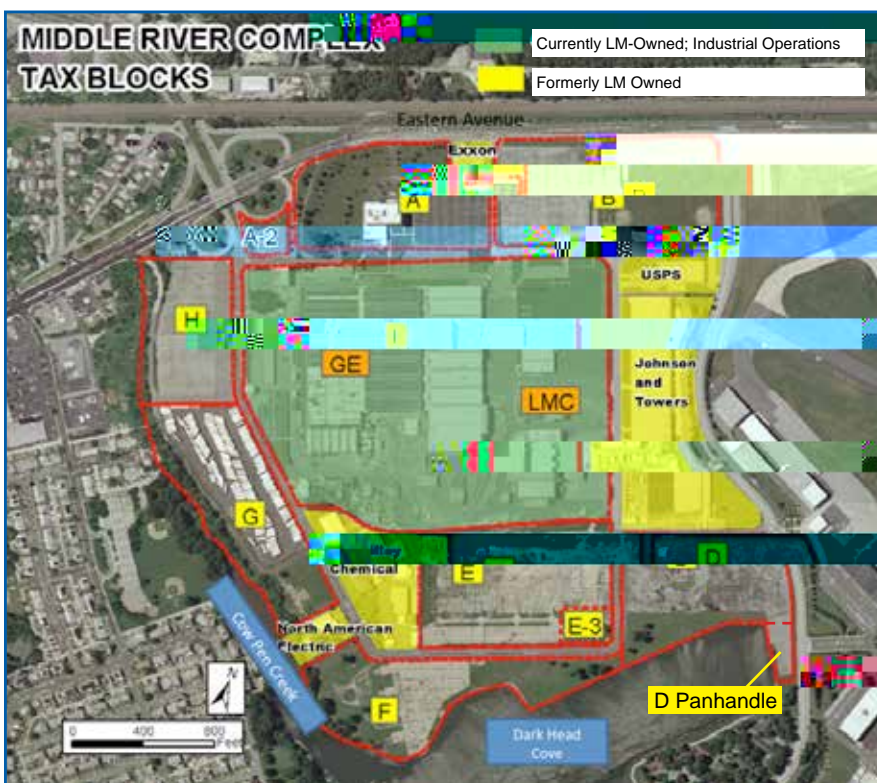 MIDDLE RIVER COMPLEX
TAX BLOCKS
Currently LM-Owned; Industrial Operations
Formerly LM Owned
Eastern Avenue
Exxon
A
B
A-2
USPS
H
I
GE
LMC
Johnson
and
Towers
G
Chemical
E
D
North American
Electric
E-3
Cow Pen Creek
F
D Panhandle
Dark Head
Cove
N
0 400 800
Feet